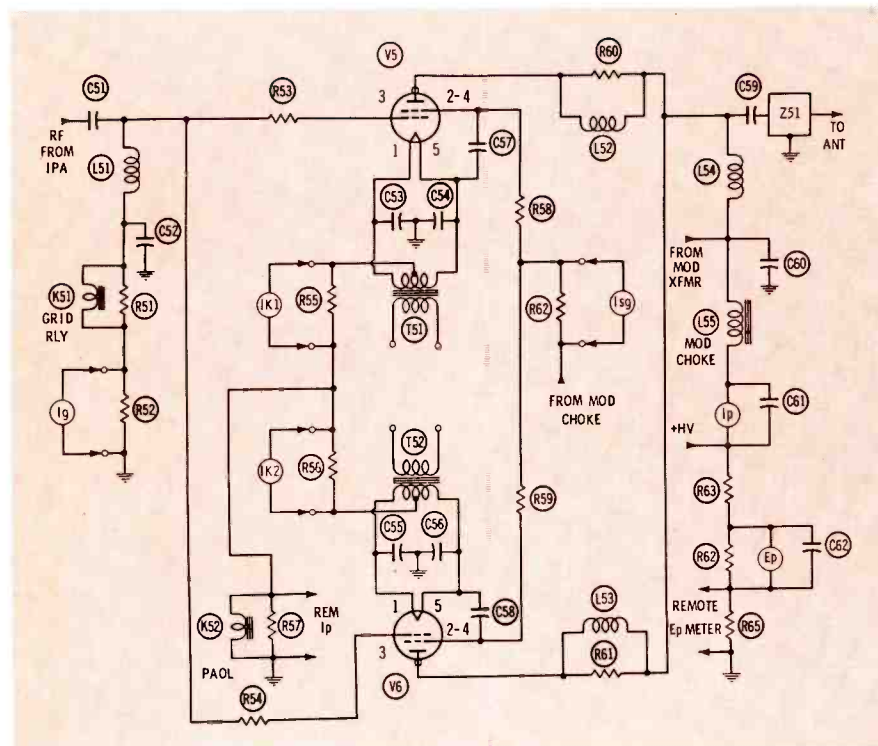 V5
R60
C51
R53
3
2-4
C59
Z51
TO
ANT
RF
FROM
IPA
L51
1
5
C57
L52
L54
C53
C54
R58
C52
FROM
MOD
XFMR
C60
K51
GRID
RLY
R51
IK1
R55
T51
R62
Isg
L55
MOD
CHOKE
Ig
R52
FROM MOD
CHOKE
Ip
C61
+HV
IK2
R56
T52
R59
R63
C55
C56
R62
Ep
C62
K52
R57
REM
Ip
1
5
C58
L53
REMOTE
Ep METER
R65
PAOL
3
2-4
R61
R54
V6